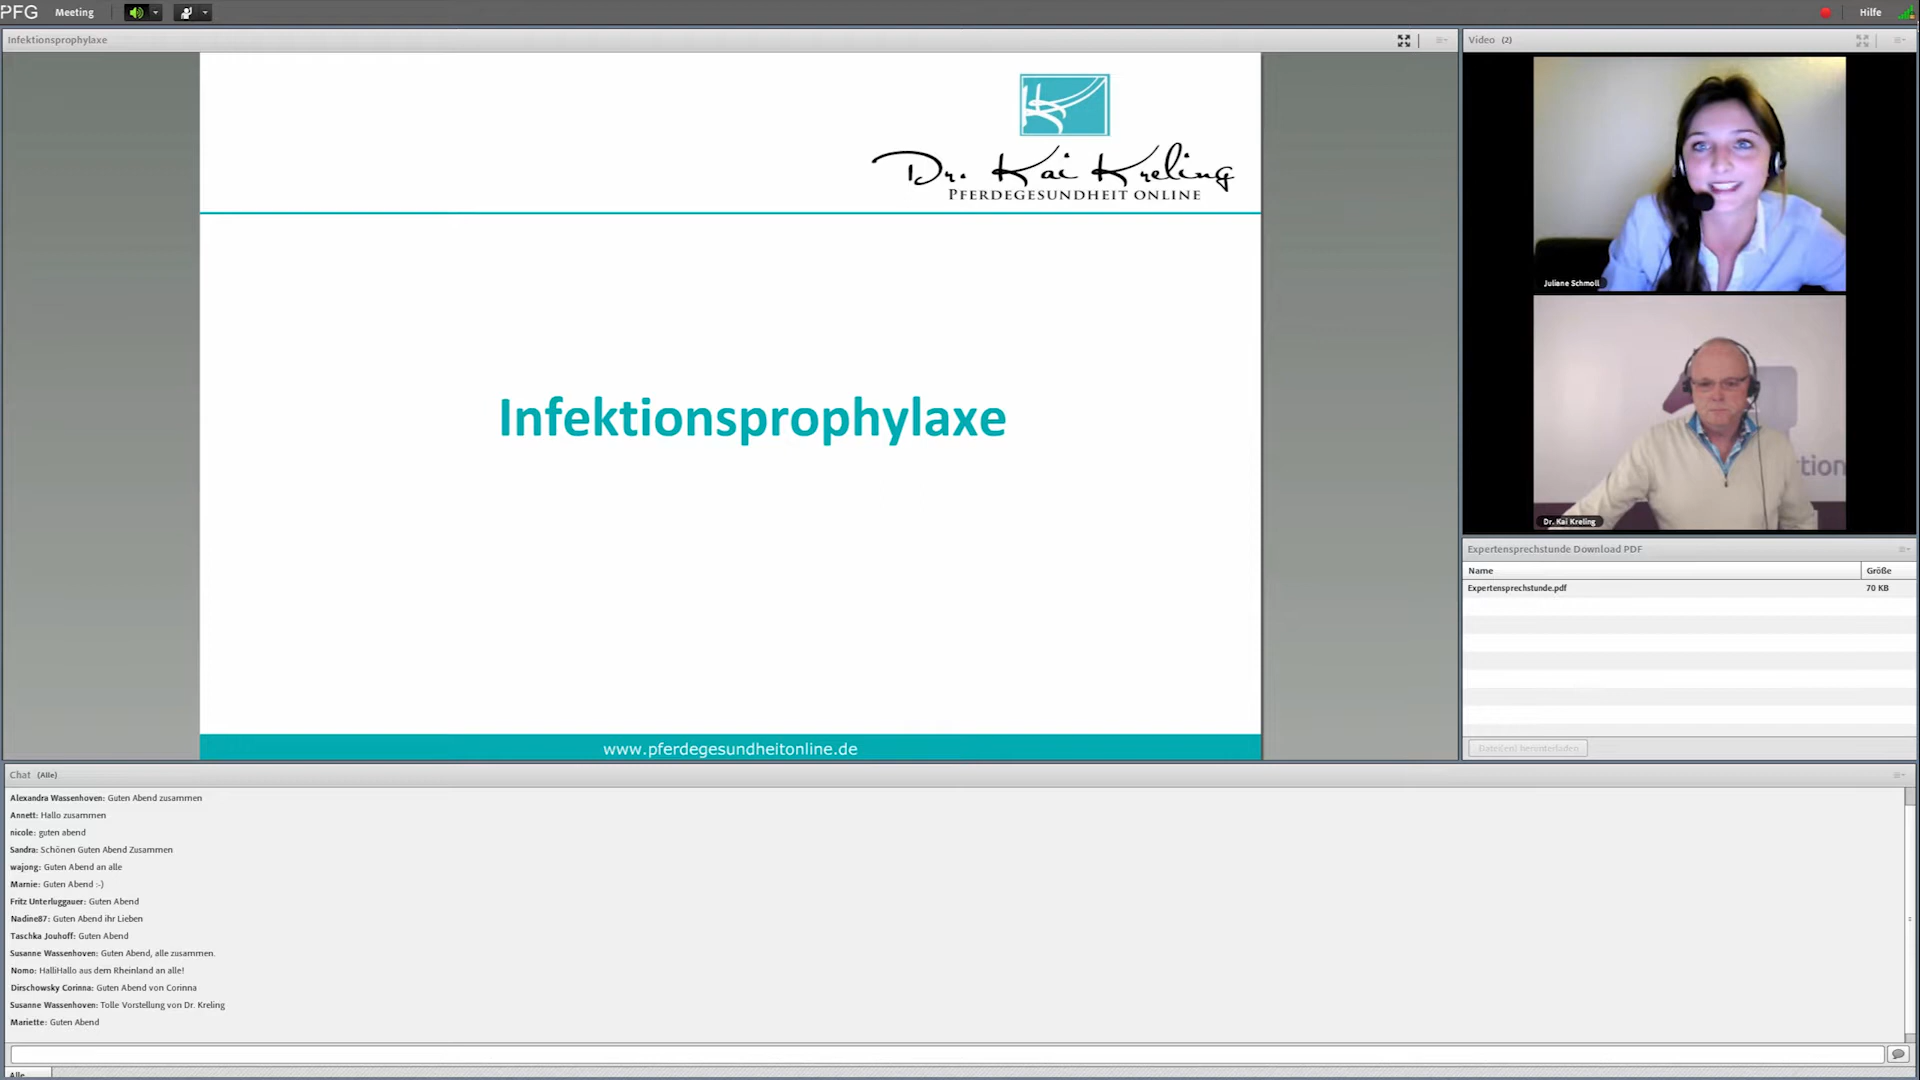 PFG Meeting Hilfe
Infektionsprophylaxe
Video (2)
Dr. Kai Kreling
PFERDEGESUNDHEIT ONLINE
Infektionsprophylaxe
www.pferdegesundheitonline.de
Juliane Schmoll
tion
Dr. Kai Kreling
Expertensprechstunde Download PDF
Name Größe
Expertensprechstunde.pdf 70 KB
Datei(en) herunterladen
Chat (Alle)
Alexandra Wassenhoven: Guten Abend zusammen
Annett: Hallo zusammen
nicole: guten abend
Sandra: Schönen Guten Abend Zusammen
wajong: Guten Abend an alle
Marnie: Guten Abend :-)
Fritz Unterluggauer: Guten Abend
Nadine87: Guten Abend ihr Lieben
Taschka Jouhoff: Guten Abend
Susanne Wassenhoven: Guten Abend, alle zusammen.
Nomo: HalliHallo aus dem Rheinland an alle!
Dirschowsky Corinna: Guten Abend von Corinna
Susanne Wassenhoven: Tolle Vorstellung von Dr. Kreling
Mariette: Guten Abend
Alle